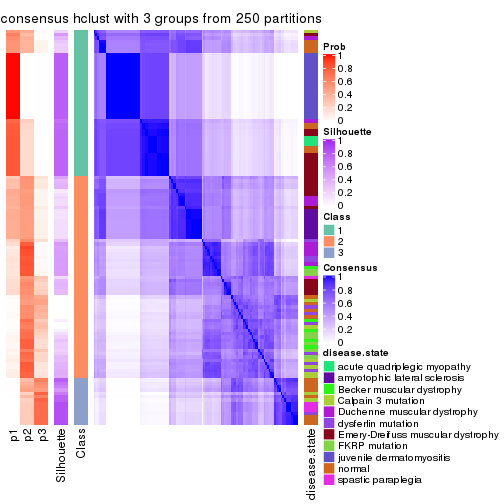 consensus hclust with 3 groups from 250 partitions
Prob
1
0.8
0.6
0.4
0.2
0
Silhouette
1
0.8
0.6
0.4
0.2
0
Class
1
2
3
Consensus
1
0.8
0.6
0.4
0.2
0
disease.state
acute quadriplegic myopathy
amyotophic lateral sclerosis
Becker muscular dystrophy
Calpain 3 mutation
Duchenne muscular dystrophy
dysferlin mutation
Emery-Dreifuss muscular dystrophy
FKRP mutation
juvenile dermatomyositis
normal
spastic paraplegia
p1
p2
p3
Silhouette
Class
disease.state